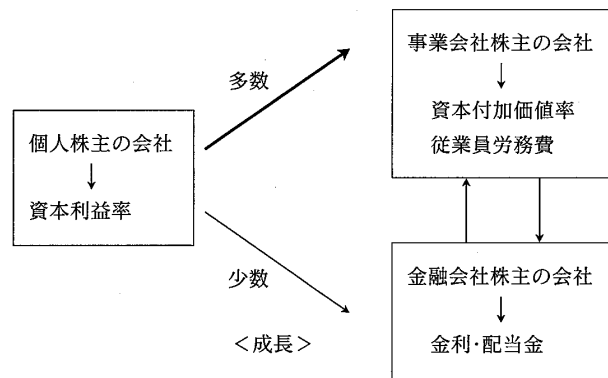 事業会社株主の会社
多数
資本付加価値率
従業員労務費
個人株主の会社
資本利益率
少数
金融会社株主の会社
<成長>
金利・配当金